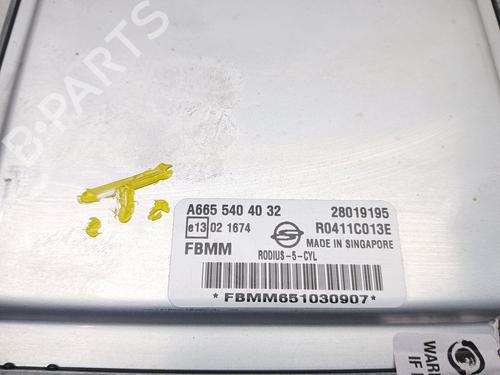 B-PARTS
A665 540 40 32 28019195
e13 02 1674 R0411C013E
FBMM MADE IN SINGAPORE
RODIUS-5-CYL
*FBMM651030907*
WAR
IF